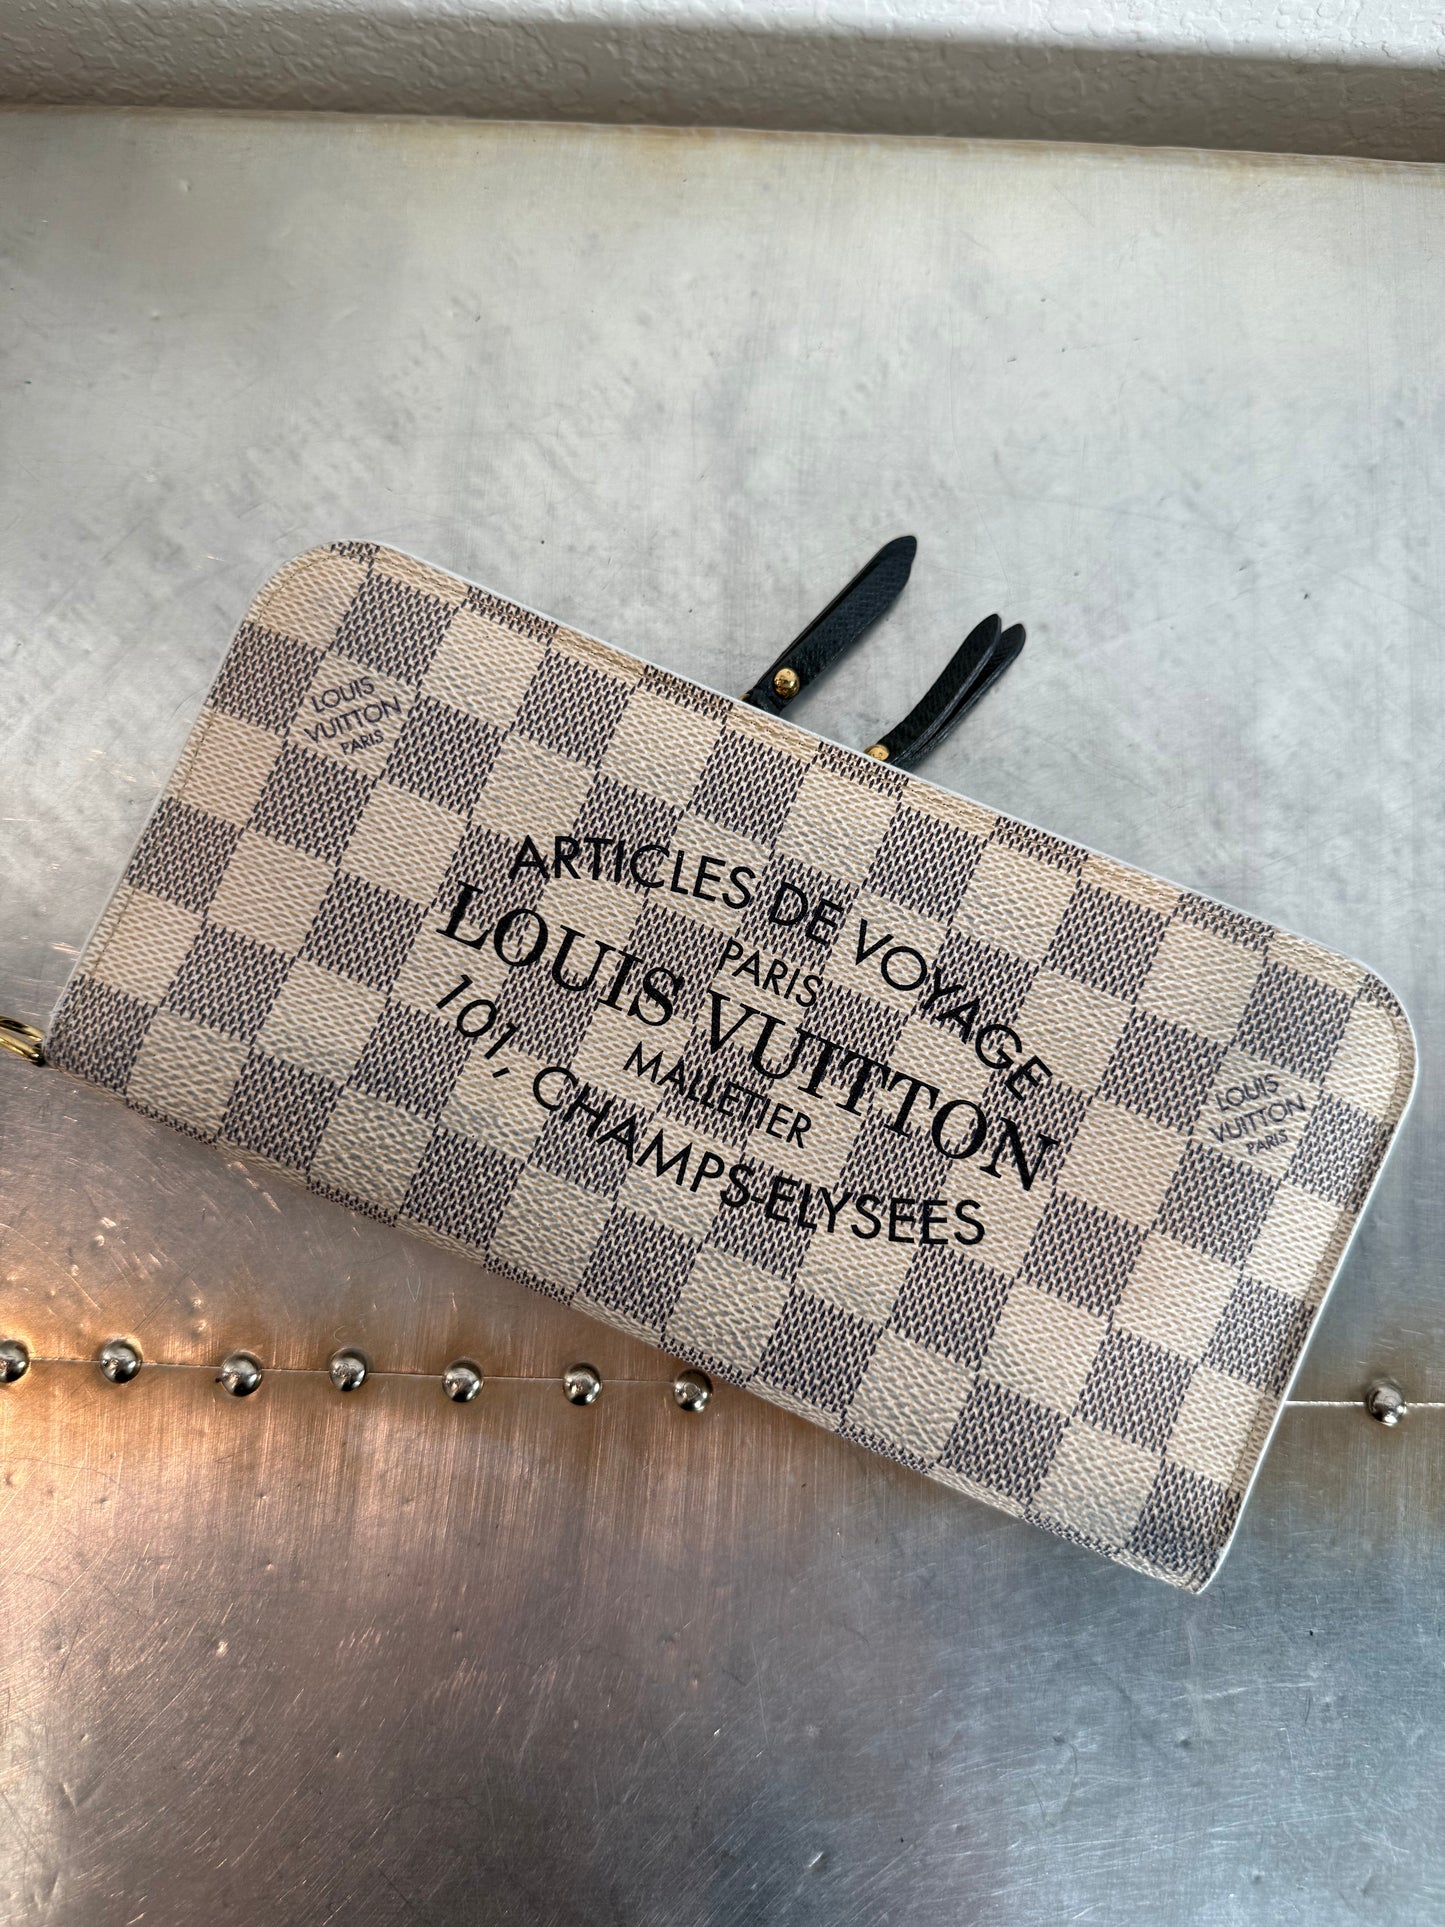 LOUIS
VUITTON
PARIS
ARTICLES DE VOYAGE
PARIS
LOUIS VUITTON
MALLETIER
101, CHAMPS-ELYSEES
LOUIS
VUITTON
PARIS